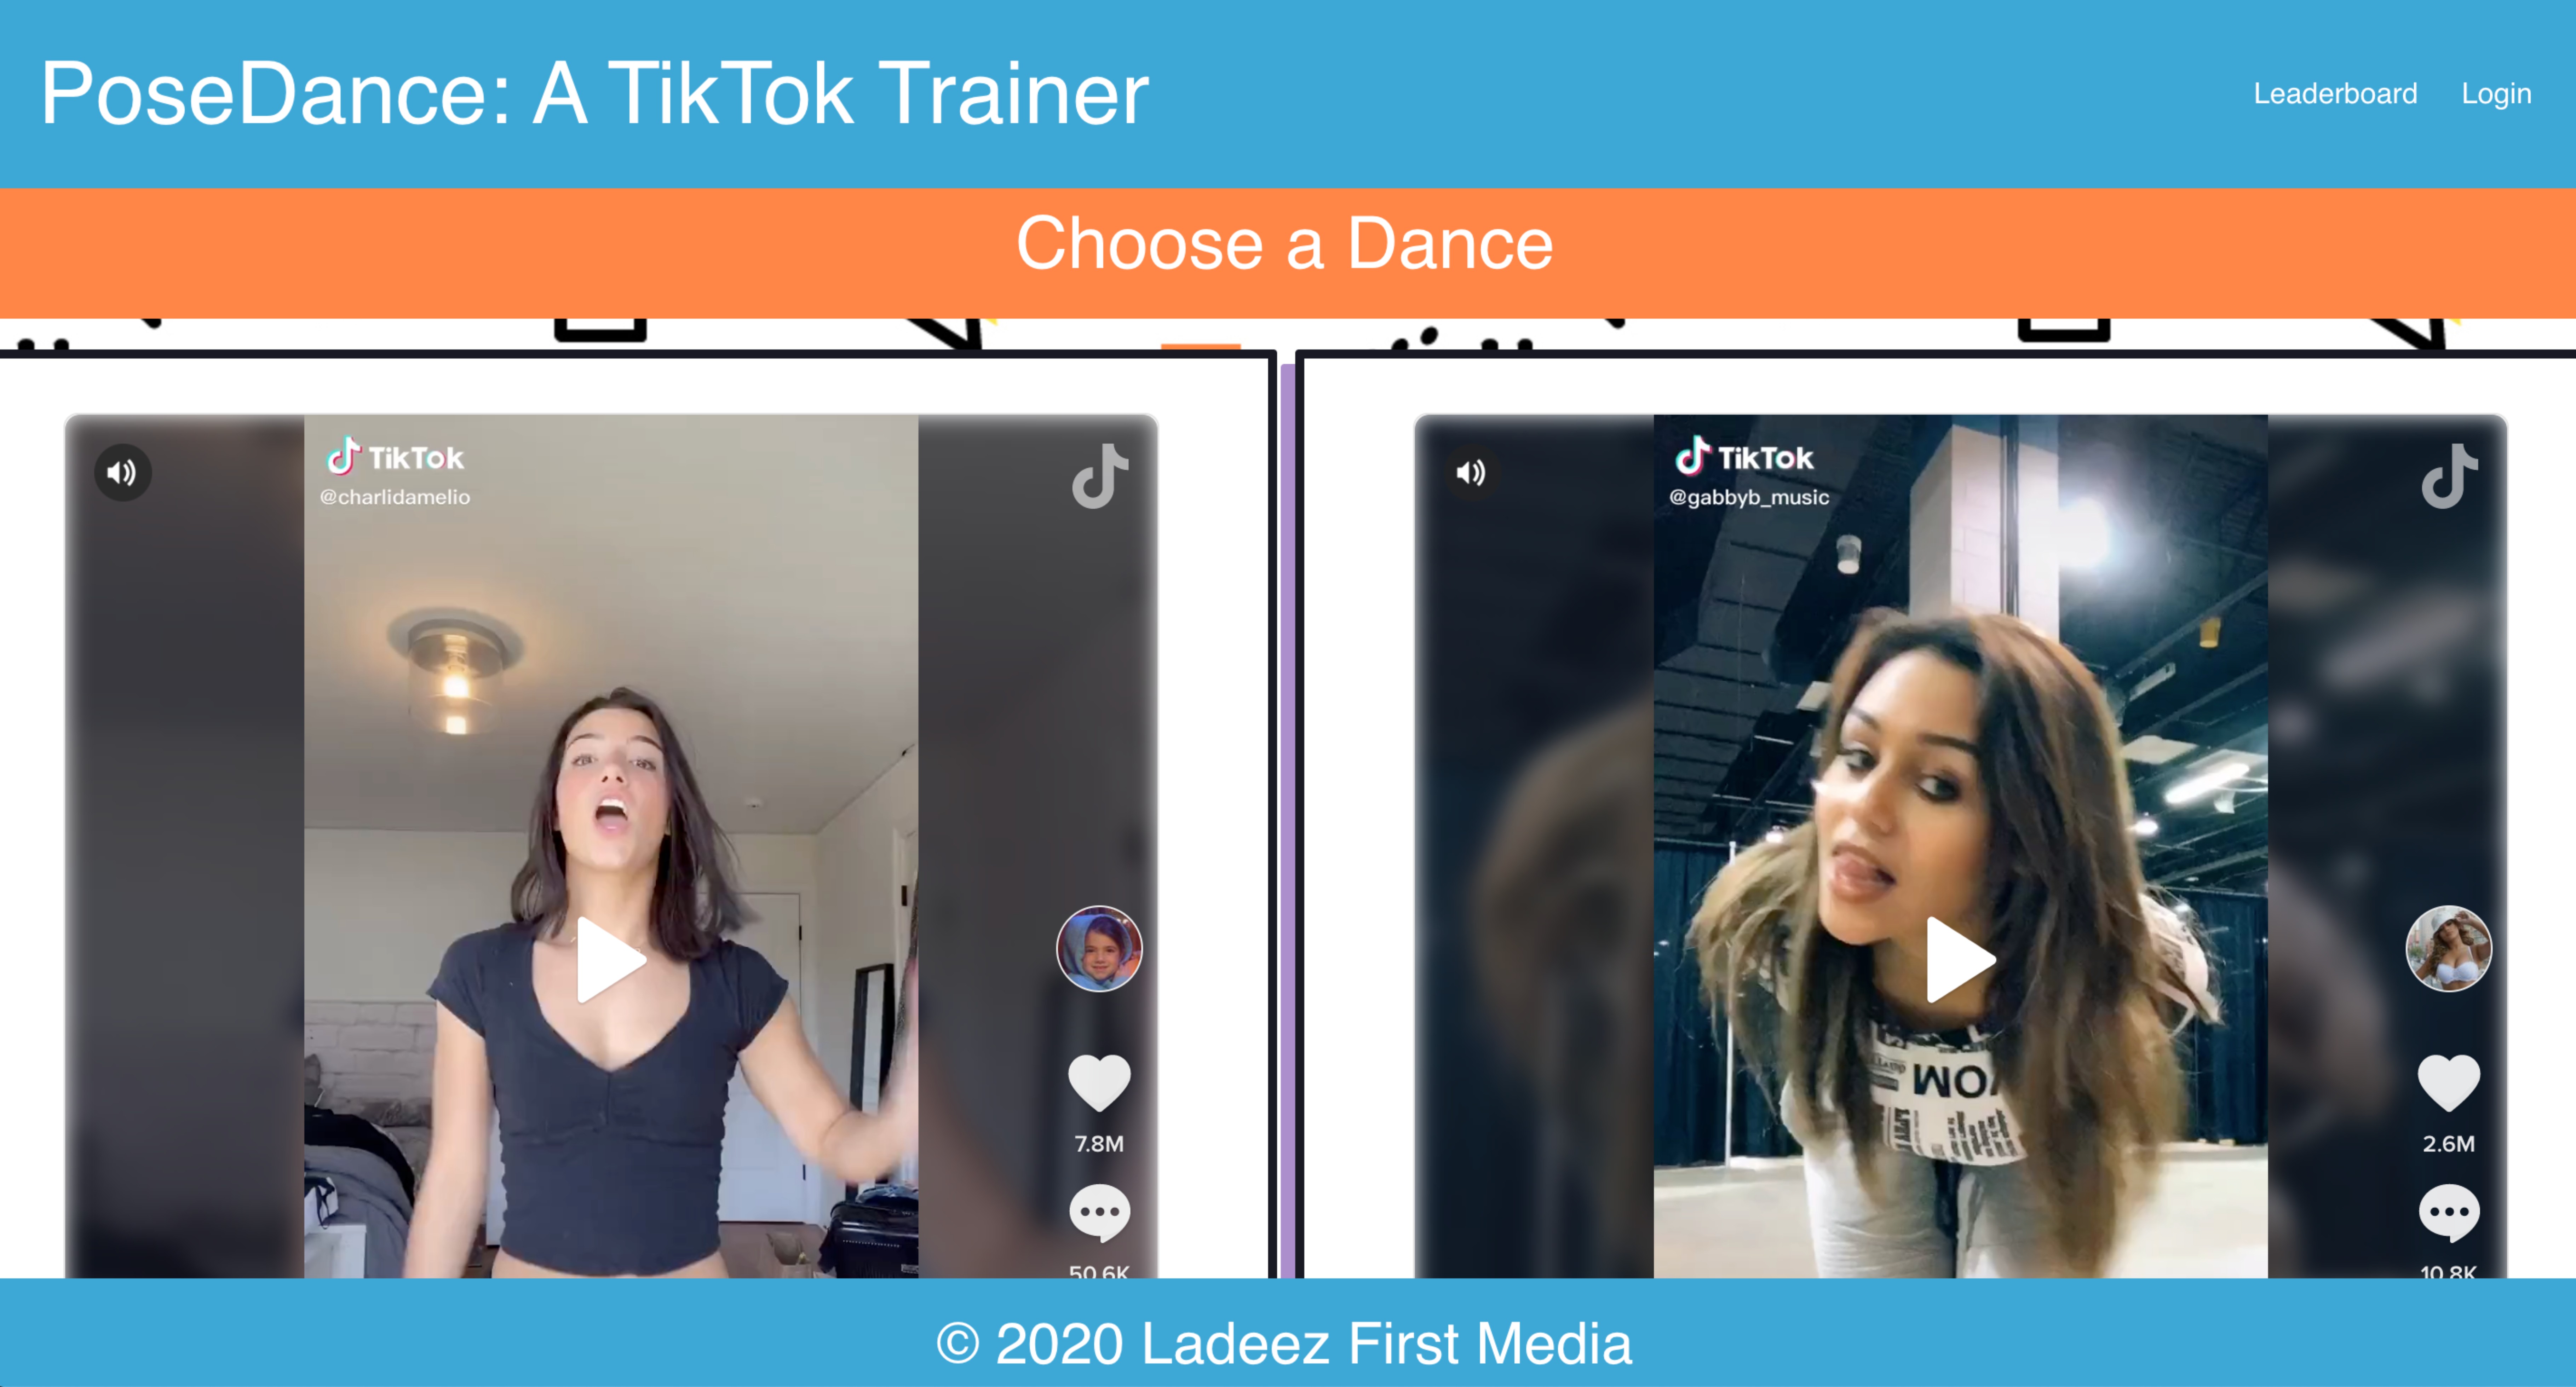 PoseDance: A TikTok Trainer
Leaderboard Login
Choose a Dance
TikTok
@charlidamelio
7.8M
50.6K
TikTok
@gabbyb_music
2.6M
10.8K
© 2020 Ladeez First Media